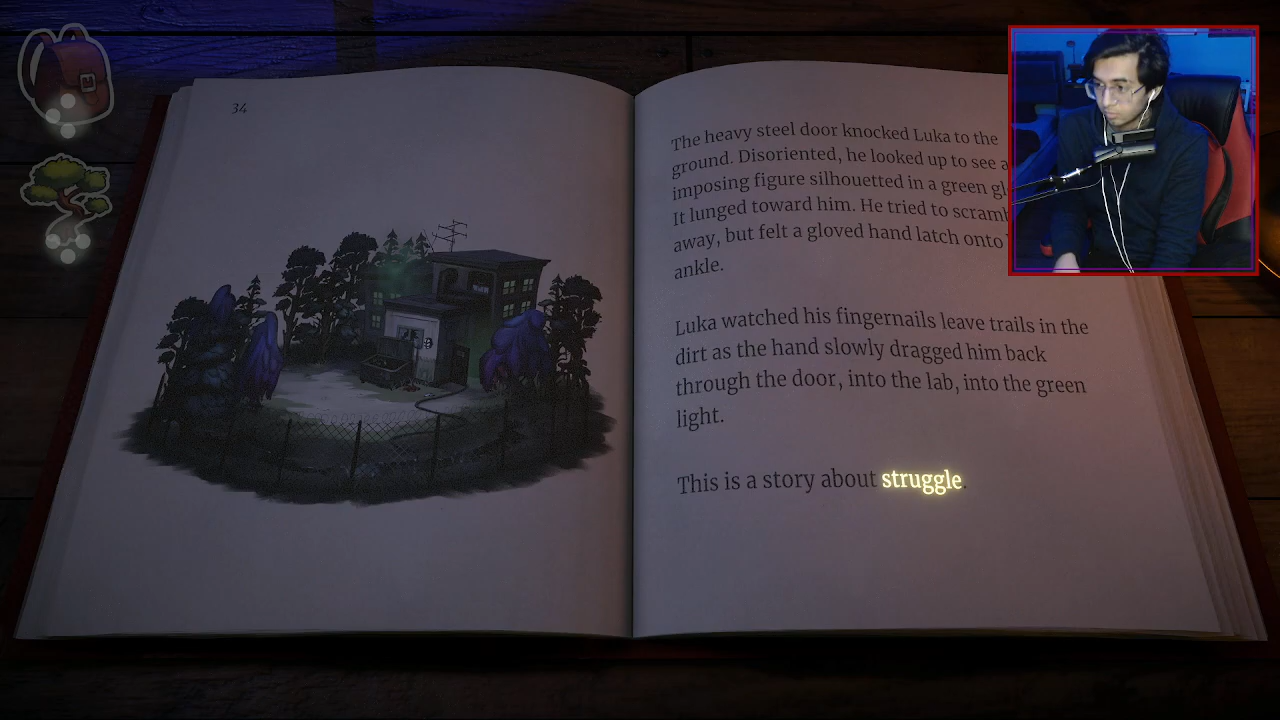 34
The heavy steel door knocked Luka to the
ground. Disoriented, he looked up to see a
imposing figure silhouetted in a green gl
It lunged toward him. He tried to scramb
away, but felt a gloved hand latch onto
ankle.
Luka watched his fingernails leave trails in the
dirt as the hand slowly dragged him back
through the door, into the lab, into the green
light.
This is a story about struggle.